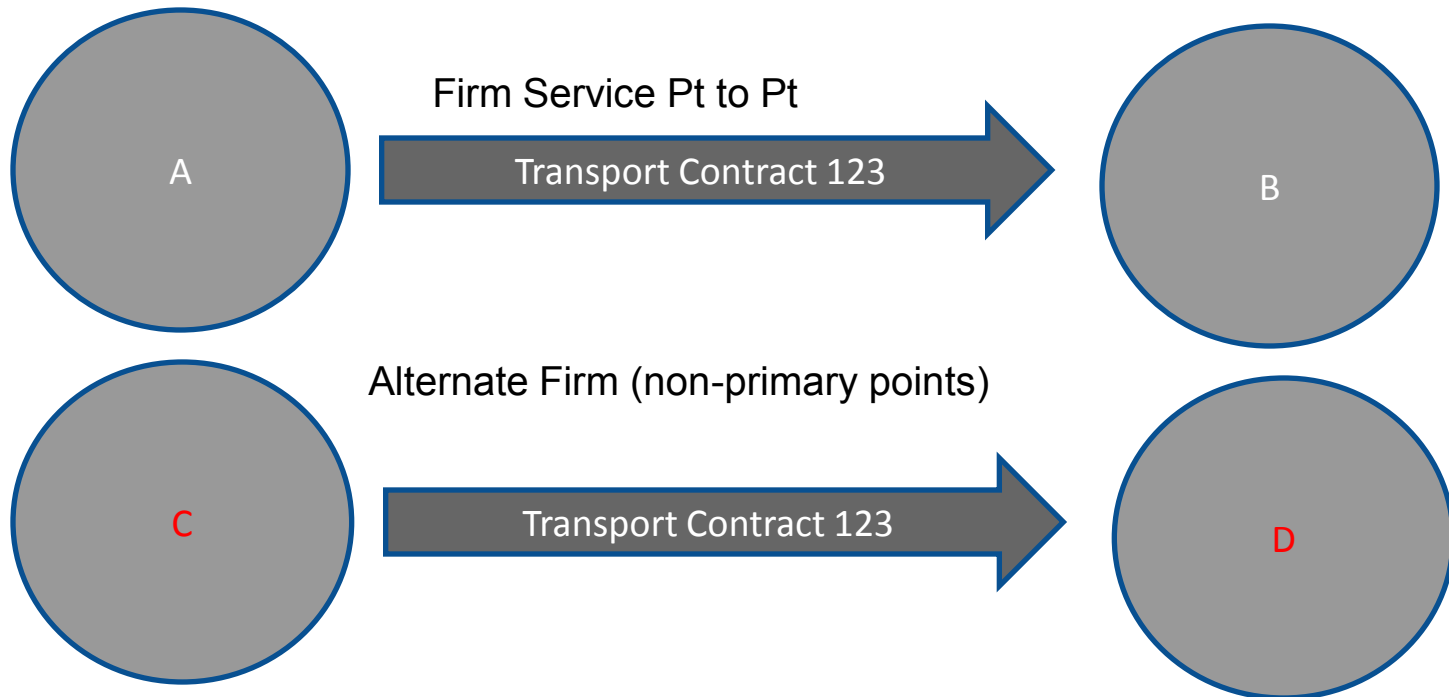 Firm Service Pt to Pt
A
Transport Contract 123
B
Alternate Firm (non-primary points)
C
Transport Contract 123
D